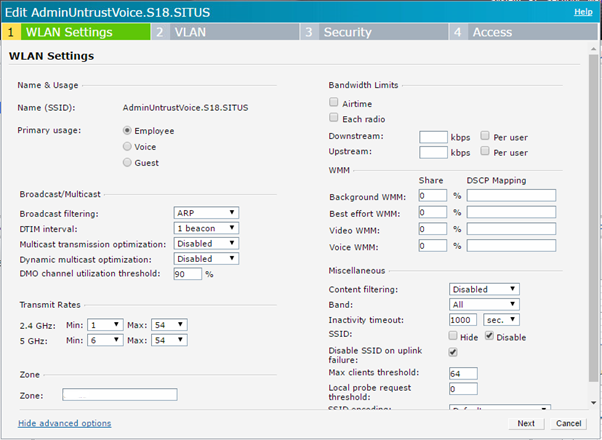 Edit AdminUntrustVoice.S18.SITUS Help
1 WLAN Settings 2 VLAN 3 Security 4 Access
WLAN Settings
Name & Usage
Name (SSID): AdminUntrustVoice.S18.SITUS
Primary usage: Employee
Voice
Guest
Broadcast/Multicast
Broadcast filtering: ARP
DTIM interval: 1 beacon
Multicast transmission optimization: Disabled
Dynamic multicast optimization: Disabled
DMO channel utilization threshold: 90 %
Transmit Rates
2.4 GHz: Min: 1 Max: 54
5 GHz: Min: 6 Max: 54
Zone
Zone:
Bandwidth Limits
Airtime
Each radio
Downstream: kbps Per user
Upstream: kbps Per user
WMM
Share DSCP Mapping
Background WMM: 0 %
Best effort WMM: 0 %
Video WMM: 0 %
Voice WMM: 0 %
Miscellaneous
Content filtering: Disabled
Band: All
Inactivity timeout: 1000 sec.
SSID: Hide Disable
Disable SSID on uplink
failure:
Max clients threshold: 64
Local probe request
threshold: 0
SSID encoding: Default
Hide advanced options
Next Cancel